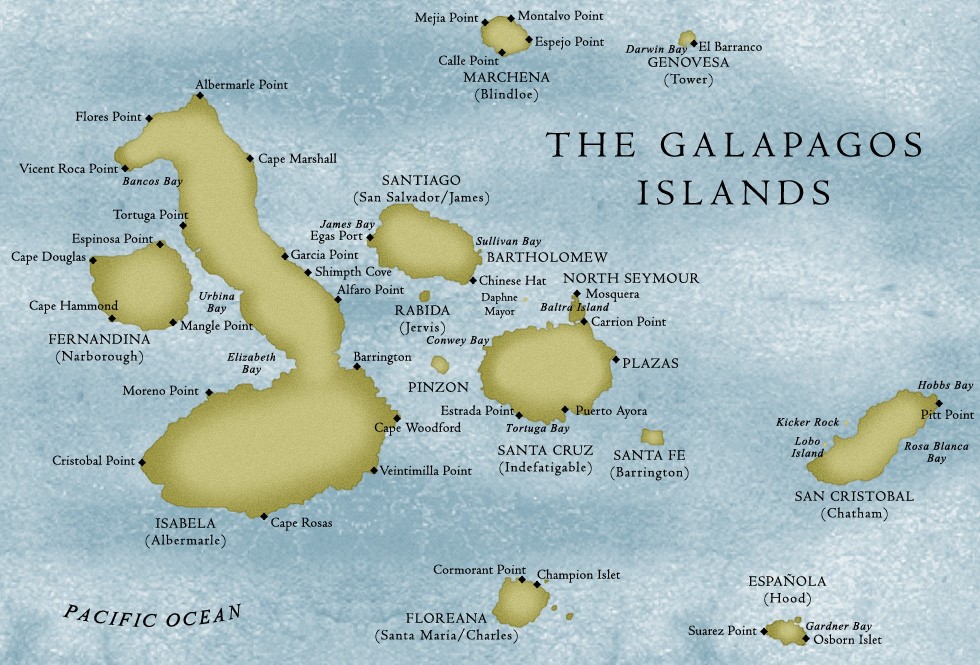 Mejia Point
Montalvo Point
Espejo Point
Calle Point
MARCHENA
(Blindloe)
Darwin Bay
El Barranco
GENOVESA
(Tower)
THE GALAPAGOS
ISLANDS
Albermarle Point
Flores Point
Vicent Roca Point
Bancos Bay
Cape Marshall
Tortuga Point
Espinosa Point
Cape Douglas
Cape Hammond
Mangle Point
FERNANDINA
(Narborough)
Urbina
Bay
Garcia Point
Shimpth Cove
Alfaro Point
Elizabeth
Bay
Barrington
Moreno Point
Cape Woodford
Cristobal Point
Veintimilla Point
Cape Rosas
ISABELA
(Albermarle)
SANTIAGO
(San Salvador/James)
James Bay
Egas Port
Sullivan Bay
BARTHOLOMEW
Chinese Hat
RABIDA
(Jervis)
Daphne
Mayor
NORTH SEYMOUR
Mosquera
Baltra Island
Carrion Point
Conwey Bay
PINZON
PLAZAS
Estrada Point
Puerto Ayora
Tortuga Bay
SANTA CRUZ
(Indefatigable)
SANTA FE
(Barrington)
Hobbs Bay
Pitt Point
Kicker Rock
Lobo
Island
Rosa Blanca
Bay
SAN CRISTOBAL
(Chatham)
Cormorant Point
Champion Islet
FLOREANA
(Santa Maria/Charles)
ESPAÑOLA
(Hood)
Suarez Point
Gardner Bay
Osborn Islet
PACIFIC OCEAN